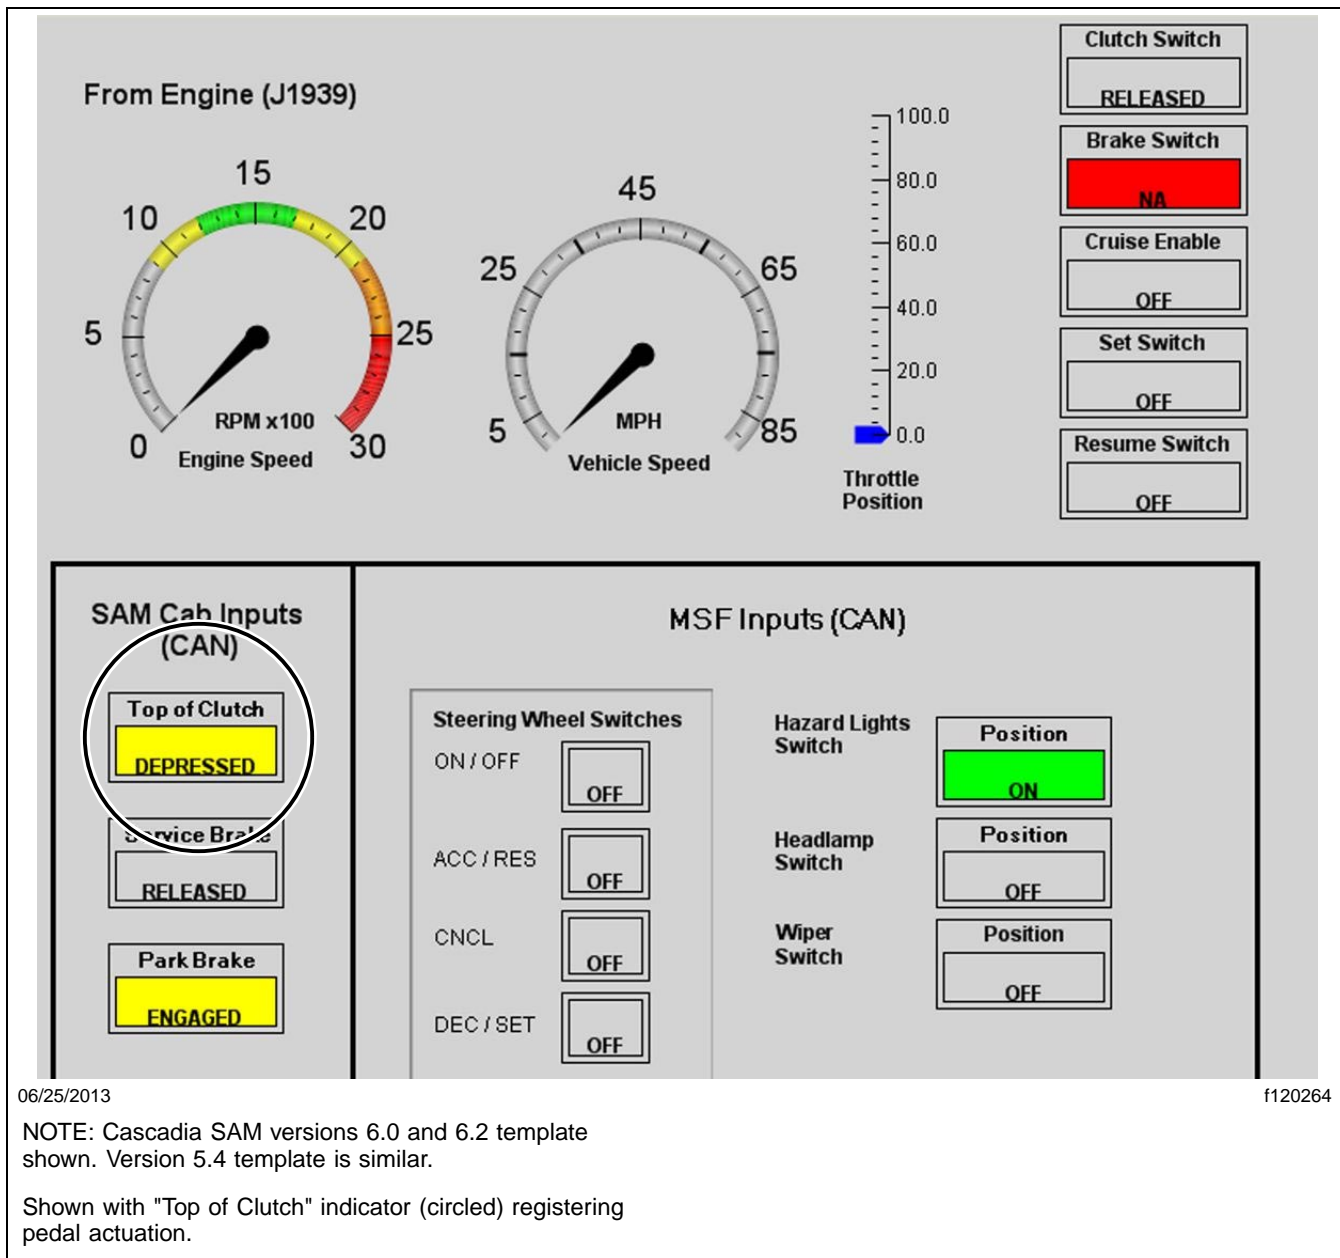 From Engine (J1939)
0
5
10
15
20
25
30
RPM x100
Engine Speed
5
25
45
65
85
MPH
Vehicle Speed
100.0
80.0
60.0
40.0
20.0
0.0
Throttle
Position
Clutch Switch
RELEASED
Brake Switch
NA
Cruise Enable
OFF
Set Switch
OFF
Resume Switch
OFF
SAM Cab Inputs
(CAN)
Top of Clutch
DEPRESSED
Service Brake
RELEASED
Park Brake
ENGAGED
MSF Inputs (CAN)
Steering Wheel Switches
ON / OFF
OFF
ACC / RES
OFF
CNCL
OFF
DEC / SET
OFF
Hazard Lights
Switch
Position
ON
Headlamp
Switch
Position
OFF
Wiper
Switch
Position
OFF
06/25/2013
f120264
NOTE: Cascadia SAM versions 6.0 and 6.2 template
shown. Version 5.4 template is similar.
Shown with "Top of Clutch" indicator (circled) registering
pedal actuation.